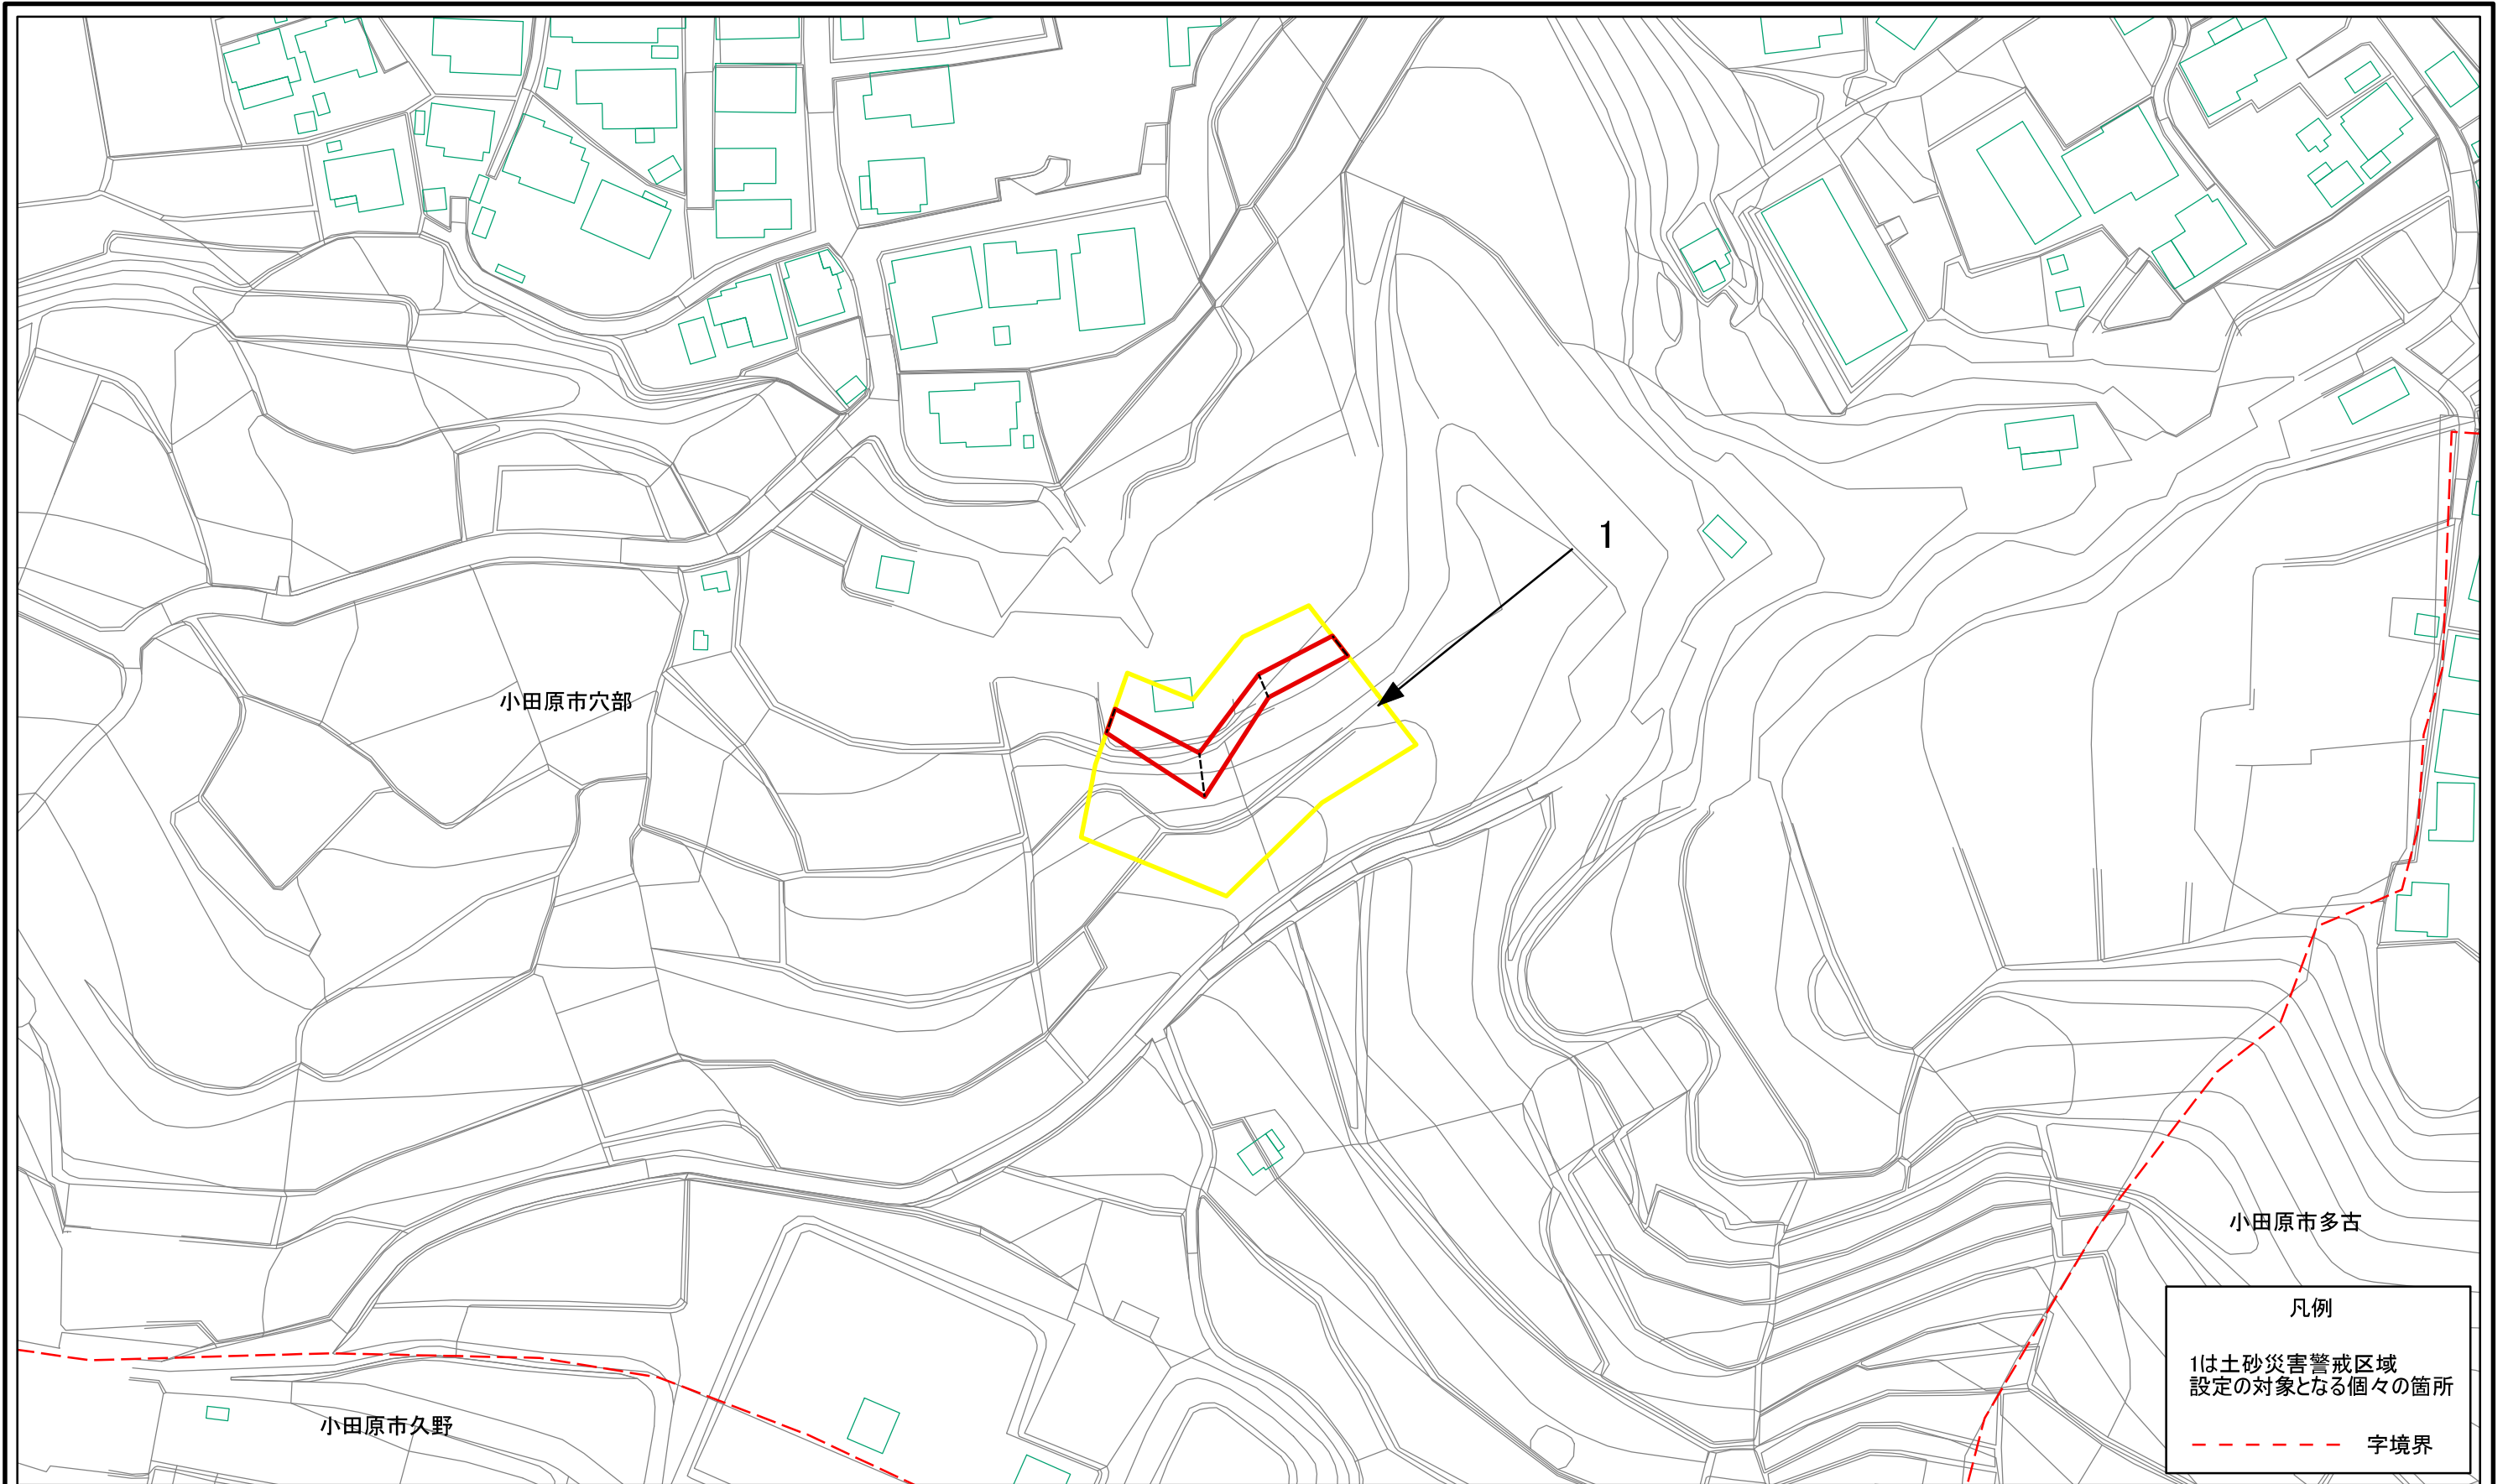 1
小田原市穴部
小田原市多古
小田原市久野
凡例
1は土砂災害警戒区域
設定の対象となる個々の箇所
字境界